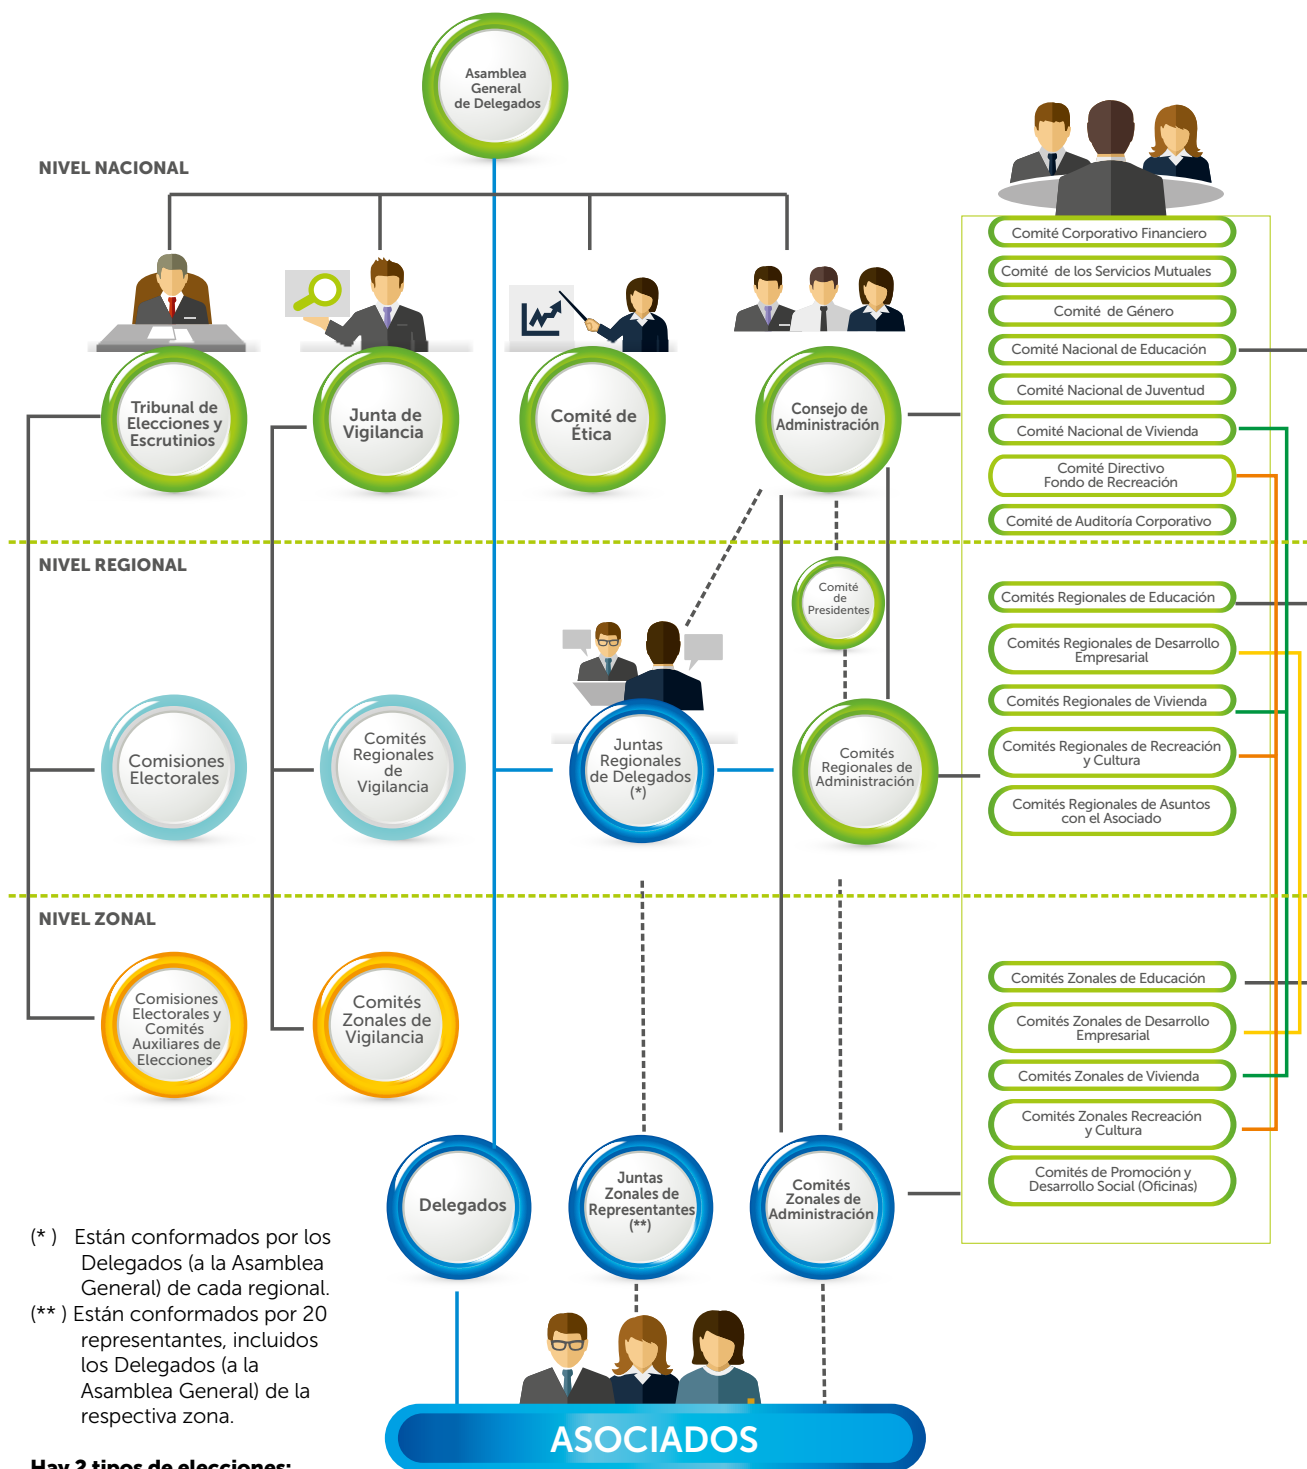 Asamblea
General
de Delegados
NIVEL NACIONAL
Tribunal de
Elecciones y
Escrutinios
Junta de
Vigilancia
Comité de
Ética
Consejo de
Administración
Comité Corporativo Financiero
Comité de los Servicios Mutuales
Comité de Género
Comité Nacional de Educación
Comité Nacional de Juventud
Comité Nacional de Vivienda
Comité Directivo
Fondo de Recreación
Comité de Auditoría Corporativo
NIVEL REGIONAL
Comité
de
Presidentes
Comisiones
Electorales
Comités
Regionales
de
Vigilancia
Juntas
Regionales
de Delegados
(*)
Comités
Regionales de
Administración
Comités Regionales de Educación
Comités Regionales de Desarrollo
Empresarial
Comités Regionales de Vivienda
Comités Regionales de Recreación
y Cultura
Comités Regionales de Asuntos
con el Asociado
NIVEL ZONAL
Comisiones
Electorales y
Comités
Auxiliares de
Elecciones
Comités
Zonales de
Vigilancia
Comités Zonales de Educación
Comités Zonales de Desarrollo
Empresarial
Comités Zonales de Vivienda
Comités Zonales Recreación
y Cultura
Comités de Promoción y
Desarrollo Social (Oficinas)
Delegados
Juntas
Zonales de
Representantes
(**)
Comités
Zonales de
Administración
(* ) Están conformados por los
Delegados (a la Asamblea
General) de cada regional.
(** ) Están conformados por 20
representantes, incluidos
los Delegados (a la
Asamblea General) de la
respectiva zona.
ASOCIADOS
Hay 2 tipos de elecciones: